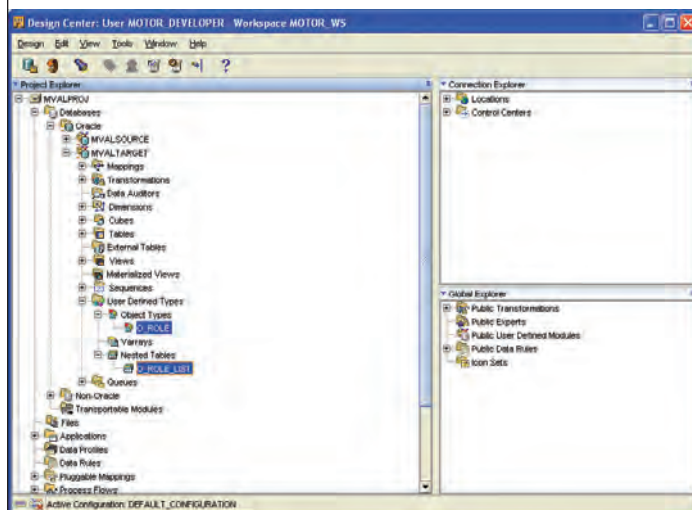 Design Center: User MOTOR_DEVELOPER - Workspace MOTOR_WS
Design Edit View Tools Window Help
Project Explorer
MVALPROJ
Databases
Oracle
MVALSOURCE
MVALTARGET
Mappings
Transformations
Data Auditors
Dimensions
Cubes
Tables
External Tables
Views
Materialized Views
Sequences
User Defined Types
Object Types
O_ROLE
Varrays
Nested Tables
O_ROLE_LIST
Queues
Non-Oracle
Transportable Modules
Files
Applications
Data Profiles
Data Rules
Pluggable Mappings
Process Flows
Connection Explorer
Locations
Control Centers
Global Explorer
Public Transformations
Public Experts
Public User Defined Modules
Public Data Rules
Icon Sets
Active Configuration: DEFAULT_CONFIGURATION